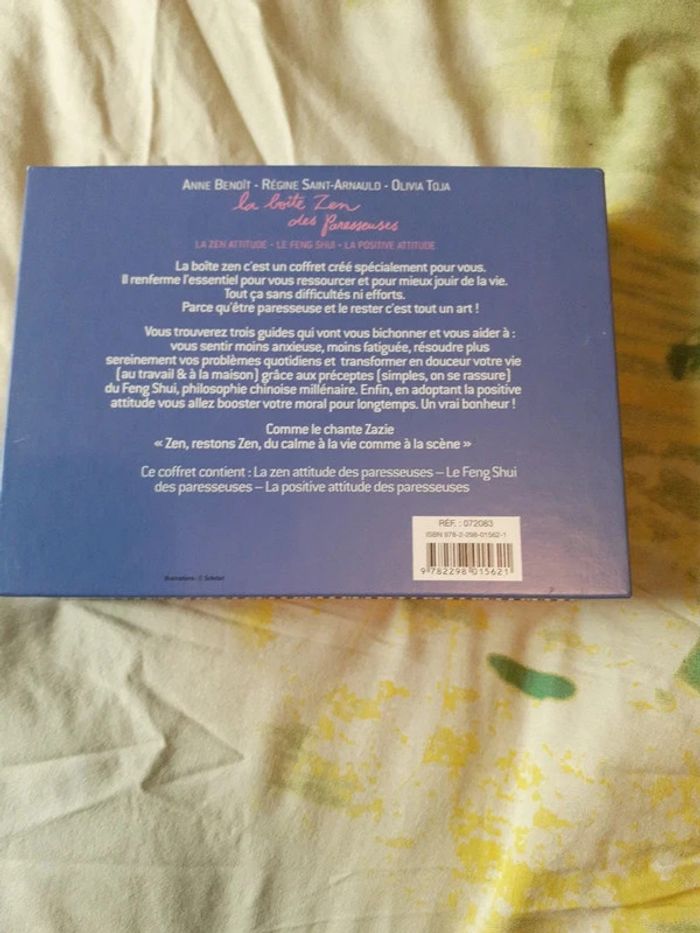 ANNE BENOÎT - RÉGINE SAINT-ARNAULD - OLIVIA TOJA
la boîte Zen
des Paresseuses
LA ZEN ATTITUDE - LE FENG SHUI - LA POSITIVE ATTITUDE
La boîte zen c'est un coffret créé spécialement pour vous.
Il renferme l'essentiel pour vous ressourcer et pour mieux jouir de la vie.
Tout ça sans difficultés ni efforts.
Parce qu'être paresseuse et le rester c'est tout un art !
Vous trouverez trois guides qui vont vous bichonner et vous aider à :
vous sentir moins anxieuse, moins fatiguée, résoudre plus
sereinement vos problèmes quotidiens et transformer en douceur votre vie
[au travail & à la maison] grâce aux préceptes [simples, on se rassure]
du Feng Shui, philosophie chinoise millénaire. Enfin, en adoptant la positive
attitude vous allez booster votre moral pour longtemps. Un vrai bonheur !
Comme le chante Zazie
« Zen, restons Zen, du calme à la vie comme à la scène »
Ce coffret contient : La zen attitude des paresseuses – Le Feng Shui
des paresseuses – La positive attitude des paresseuses
RÉF. : 072083
ISBN 978-2-298-01562-1
9 782298 015621
Illustrations :